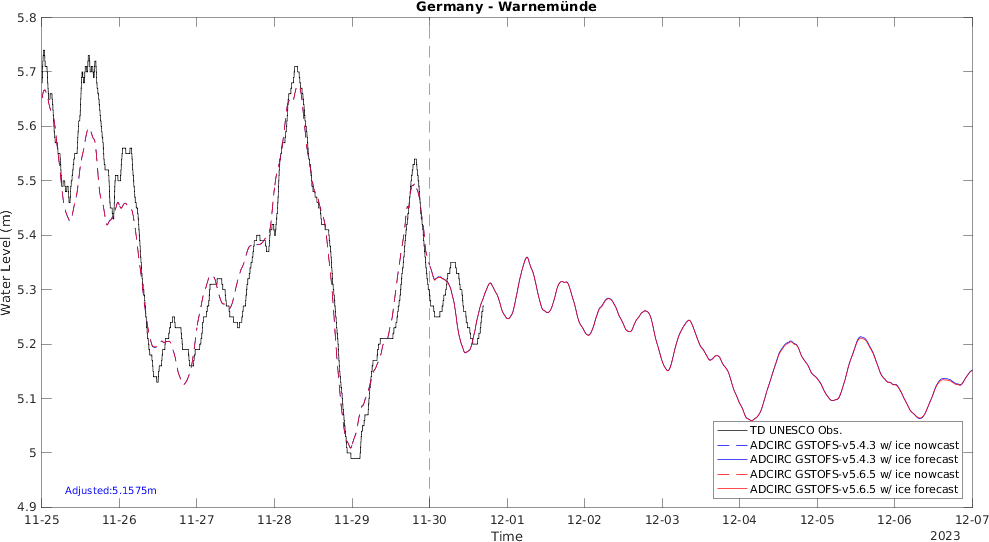 Germany - Warnemünde
5.8
5.7
5.6
5.5
5.4
5.3
5.2
5.1
5
4.9
Water Level (m)
Adjusted:5.1575m
TD UNESCO Obs.
ADCIRC GSTOFS-v5.4.3 w/ ice nowcast
ADCIRC GSTOFS-v5.4.3 w/ ice forecast
ADCIRC GSTOFS-v5.6.5 w/ ice nowcast
ADCIRC GSTOFS-v5.6.5 w/ ice forecast
11-25 11-26 11-27 11-28 11-29 11-30 12-01 12-02 12-03 12-04 12-05 12-06 12-07
Time
2023